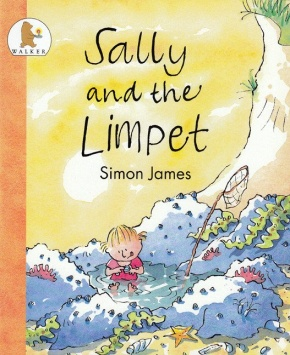 WALKER
Sally
and the
Limpet
Simon James